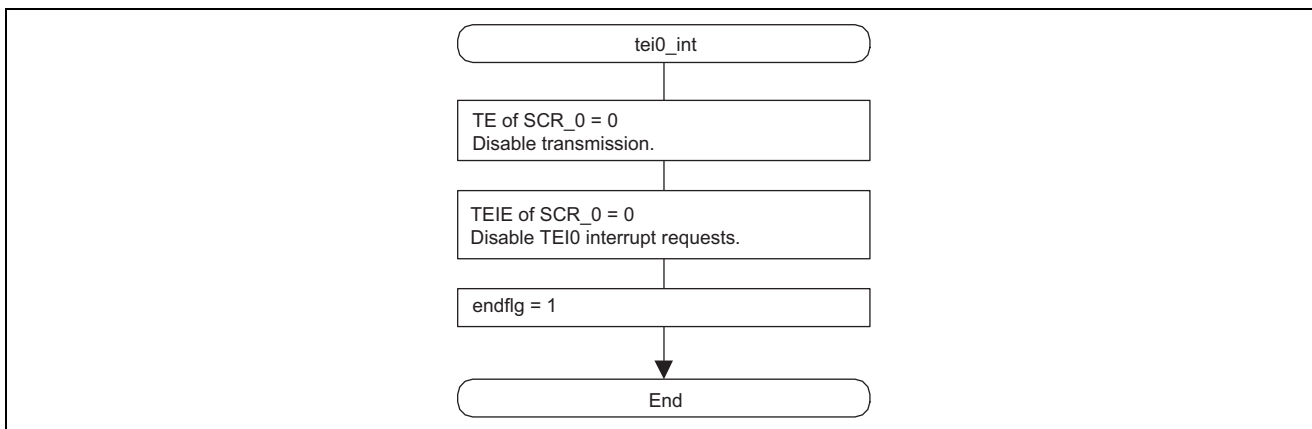 tei0_int
TE of SCR_0 = 0
Disable transmission.
TEIE of SCR_0 = 0
Disable TEI0 interrupt requests.
endflg = 1
End